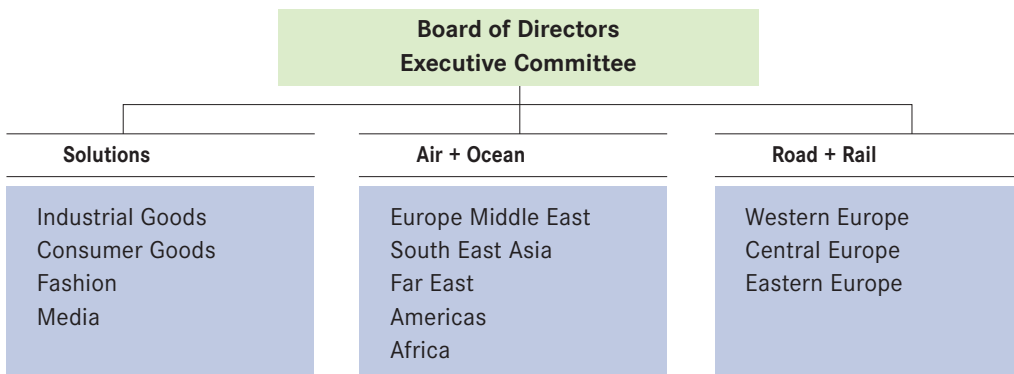 Board of Directors
Executive Committee
Solutions
Industrial Goods
Consumer Goods
Fashion
Media
Air + Ocean
Europe Middle East
South East Asia
Far East
Americas
Africa
Road + Rail
Western Europe
Central Europe
Eastern Europe